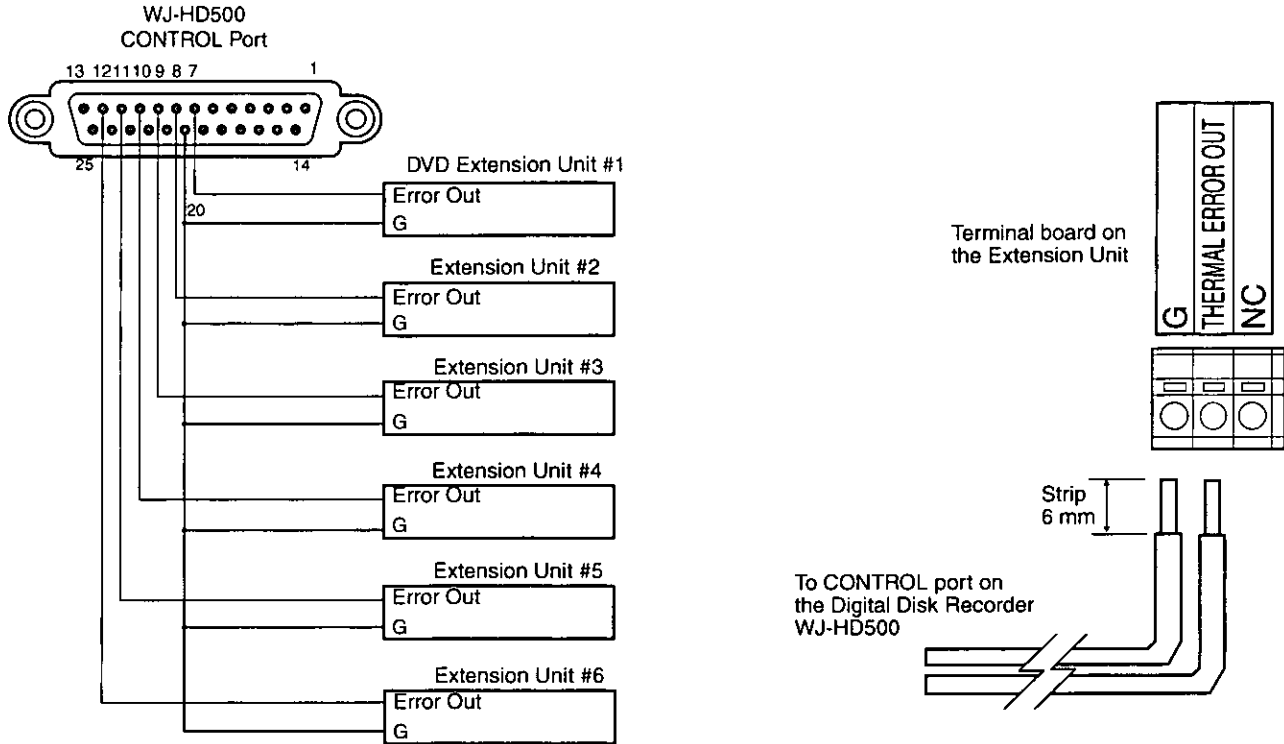 WJ-HD500
CONTROL Port
13 12 11 10 9 8 7 1
25 14
20
DVD Extension Unit #1
Error Out
G
Extension Unit #2
Error Out
G
Extension Unit #3
Error Out
G
Extension Unit #4
Error Out
G
Extension Unit #5
Error Out
G
Extension Unit #6
Error Out
G
Terminal board on
the Extension Unit
G
THERMAL ERROR OUT
NC
Strip
6 mm
To CONTROL port on
the Digital Disk Recorder
WJ-HD500